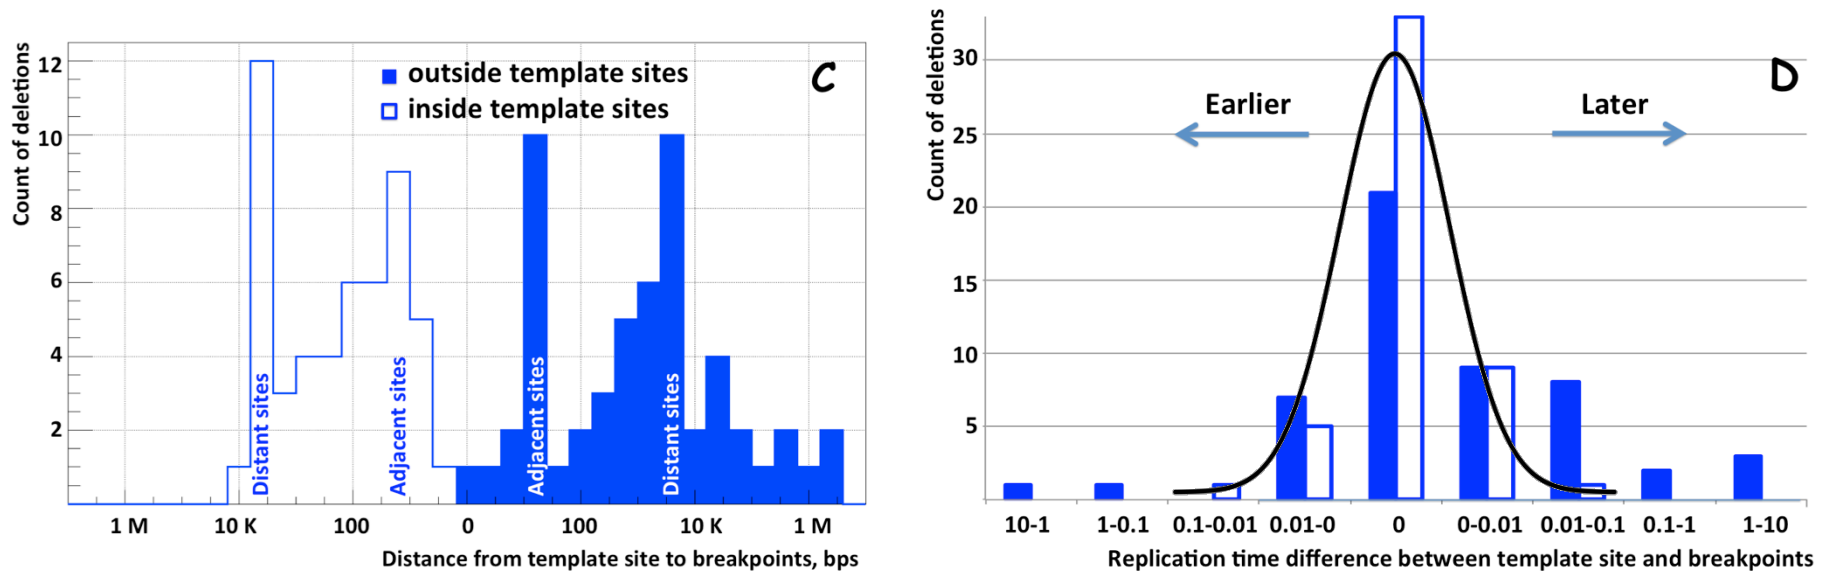 Count of deletions
12
10
8
6
4
2
outside template sites
inside template sites
C
Distant sites
Adjacent sites
Adjacent sites
Distant sites
1 M
10 K
100
0
100
10 K
1 M
Distance from template site to breakpoints, bps
Count of deletions
30
25
20
15
10
5
Earlier
Later
D
10-1
1-0.1
0.1-0.01
0.01-0
0
0-0.01
0.01-0.1
0.1-1
1-10
Replication time difference between template site and breakpoints